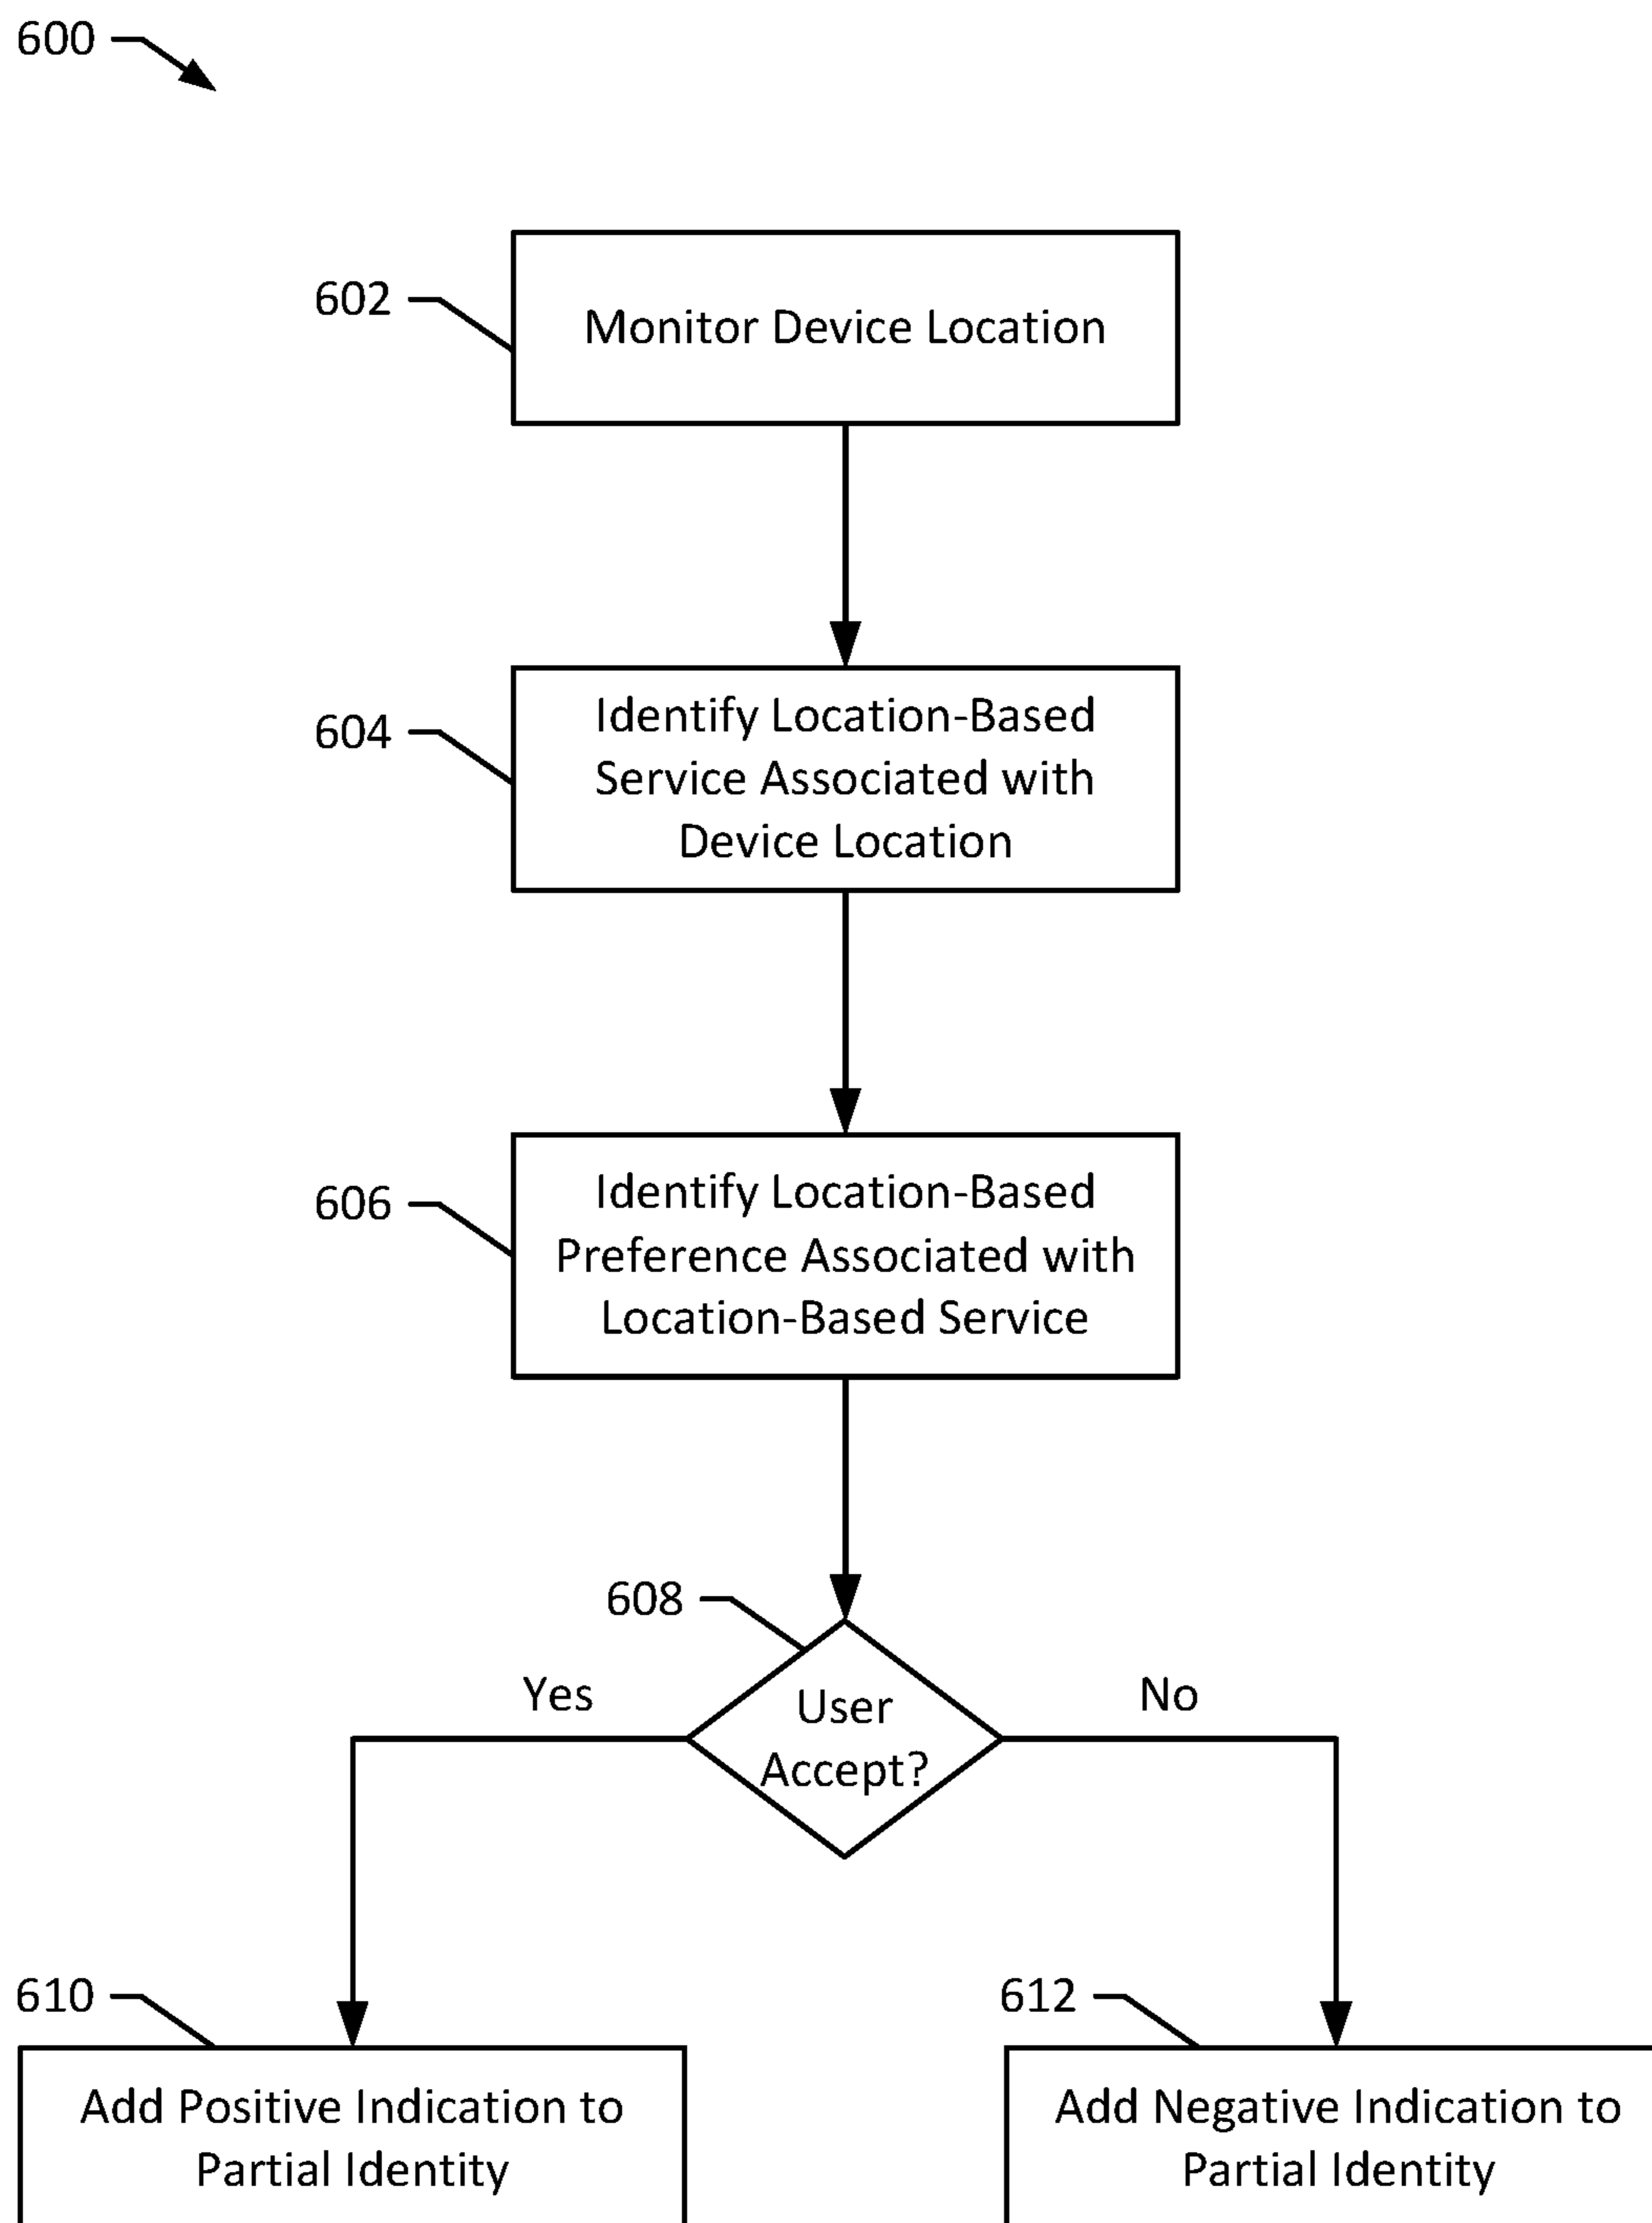 600
602
Monitor Device Location
604
Identify Location-Based
Service Associated with
Device Location
606
Identify Location-Based
Preference Associated with
Location-Based Service
608
User
Accept?
Yes
No
610
Add Positive Indication to
Partial Identity
612
Add Negative Indication to
Partial Identity